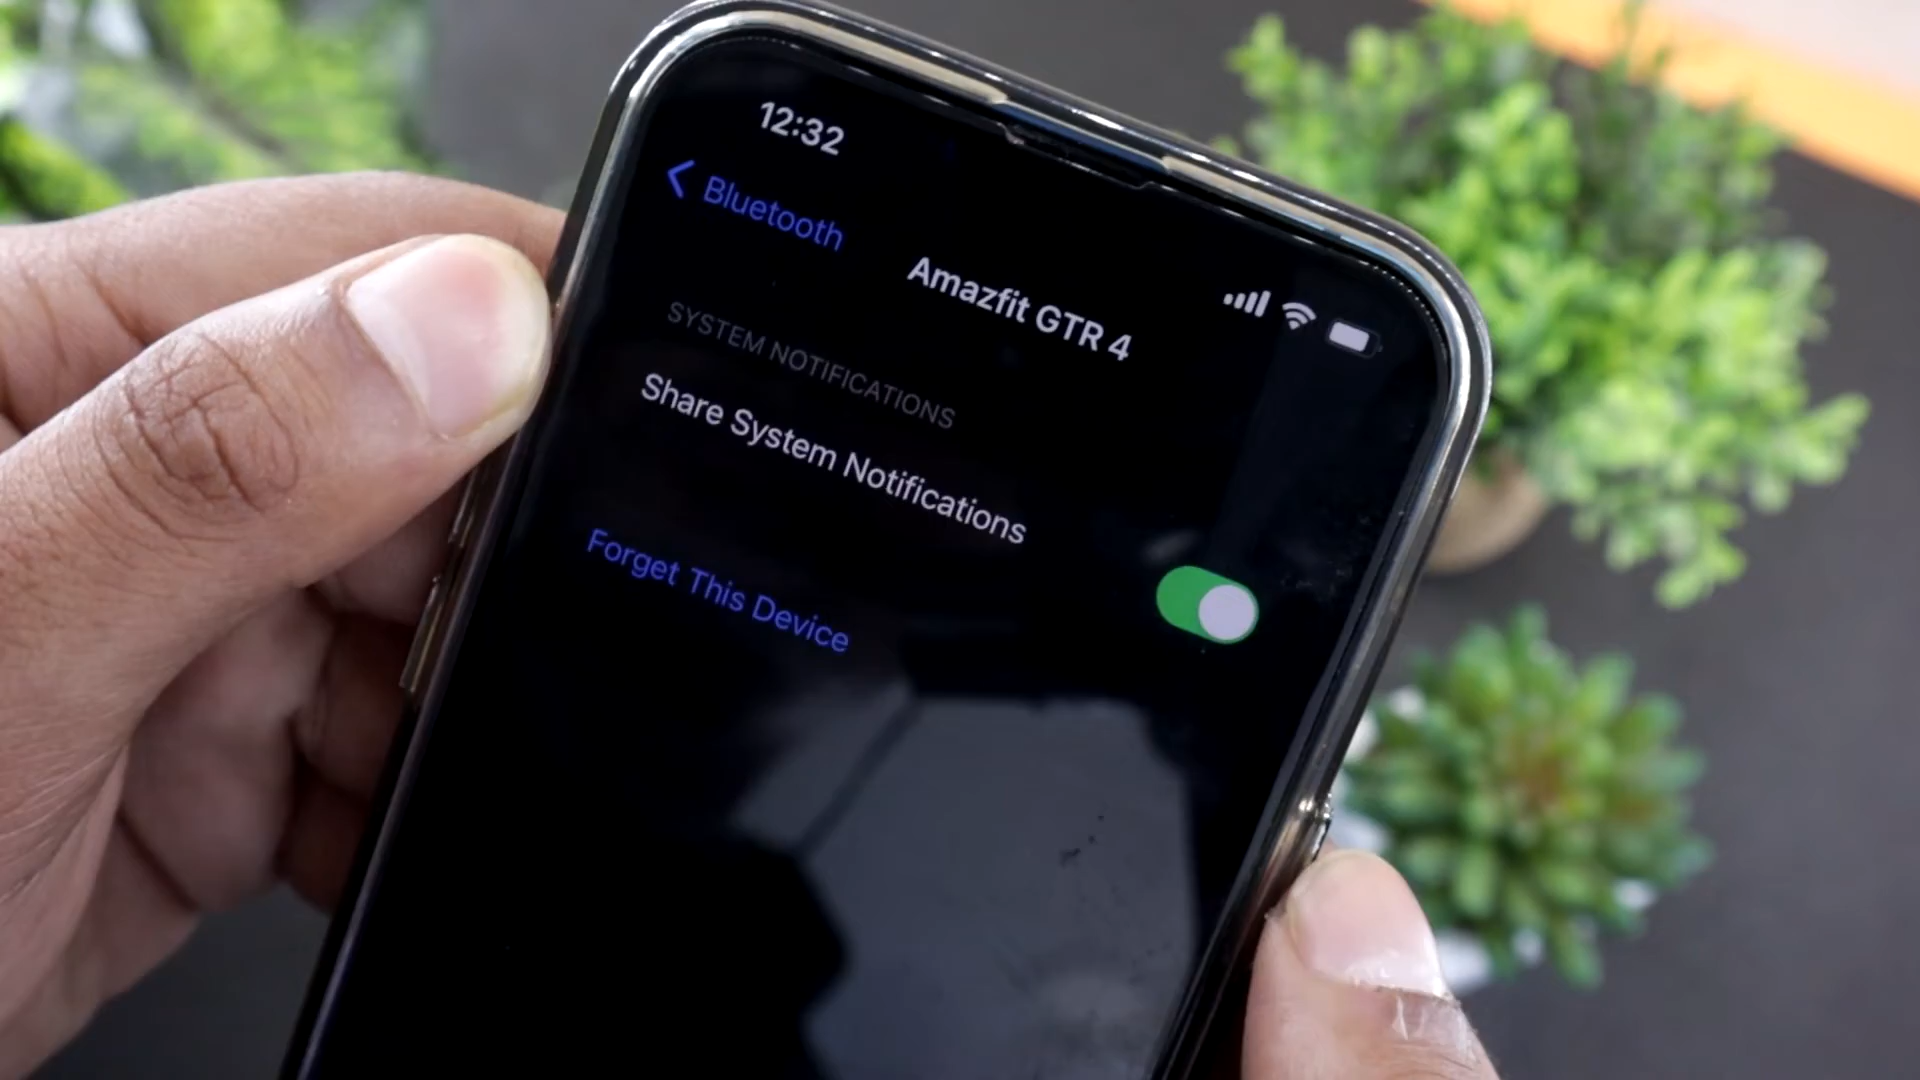 12:32
Bluetooth
Amazfit GTR 4
SYSTEM NOTIFICATIONS
Share System Notifications
Forget This Device